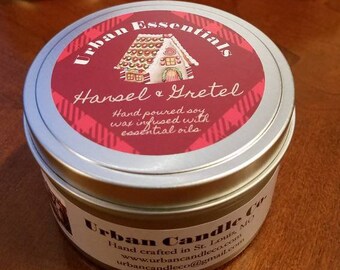 Urban Essentials
Hansel & Gretel
Hand poured soy
wax infused with
essential oils
Urban Candle Co.
Hand crafted in St. Louis, MO
www.urbancandleco.com
urbancandleco@gmail.com